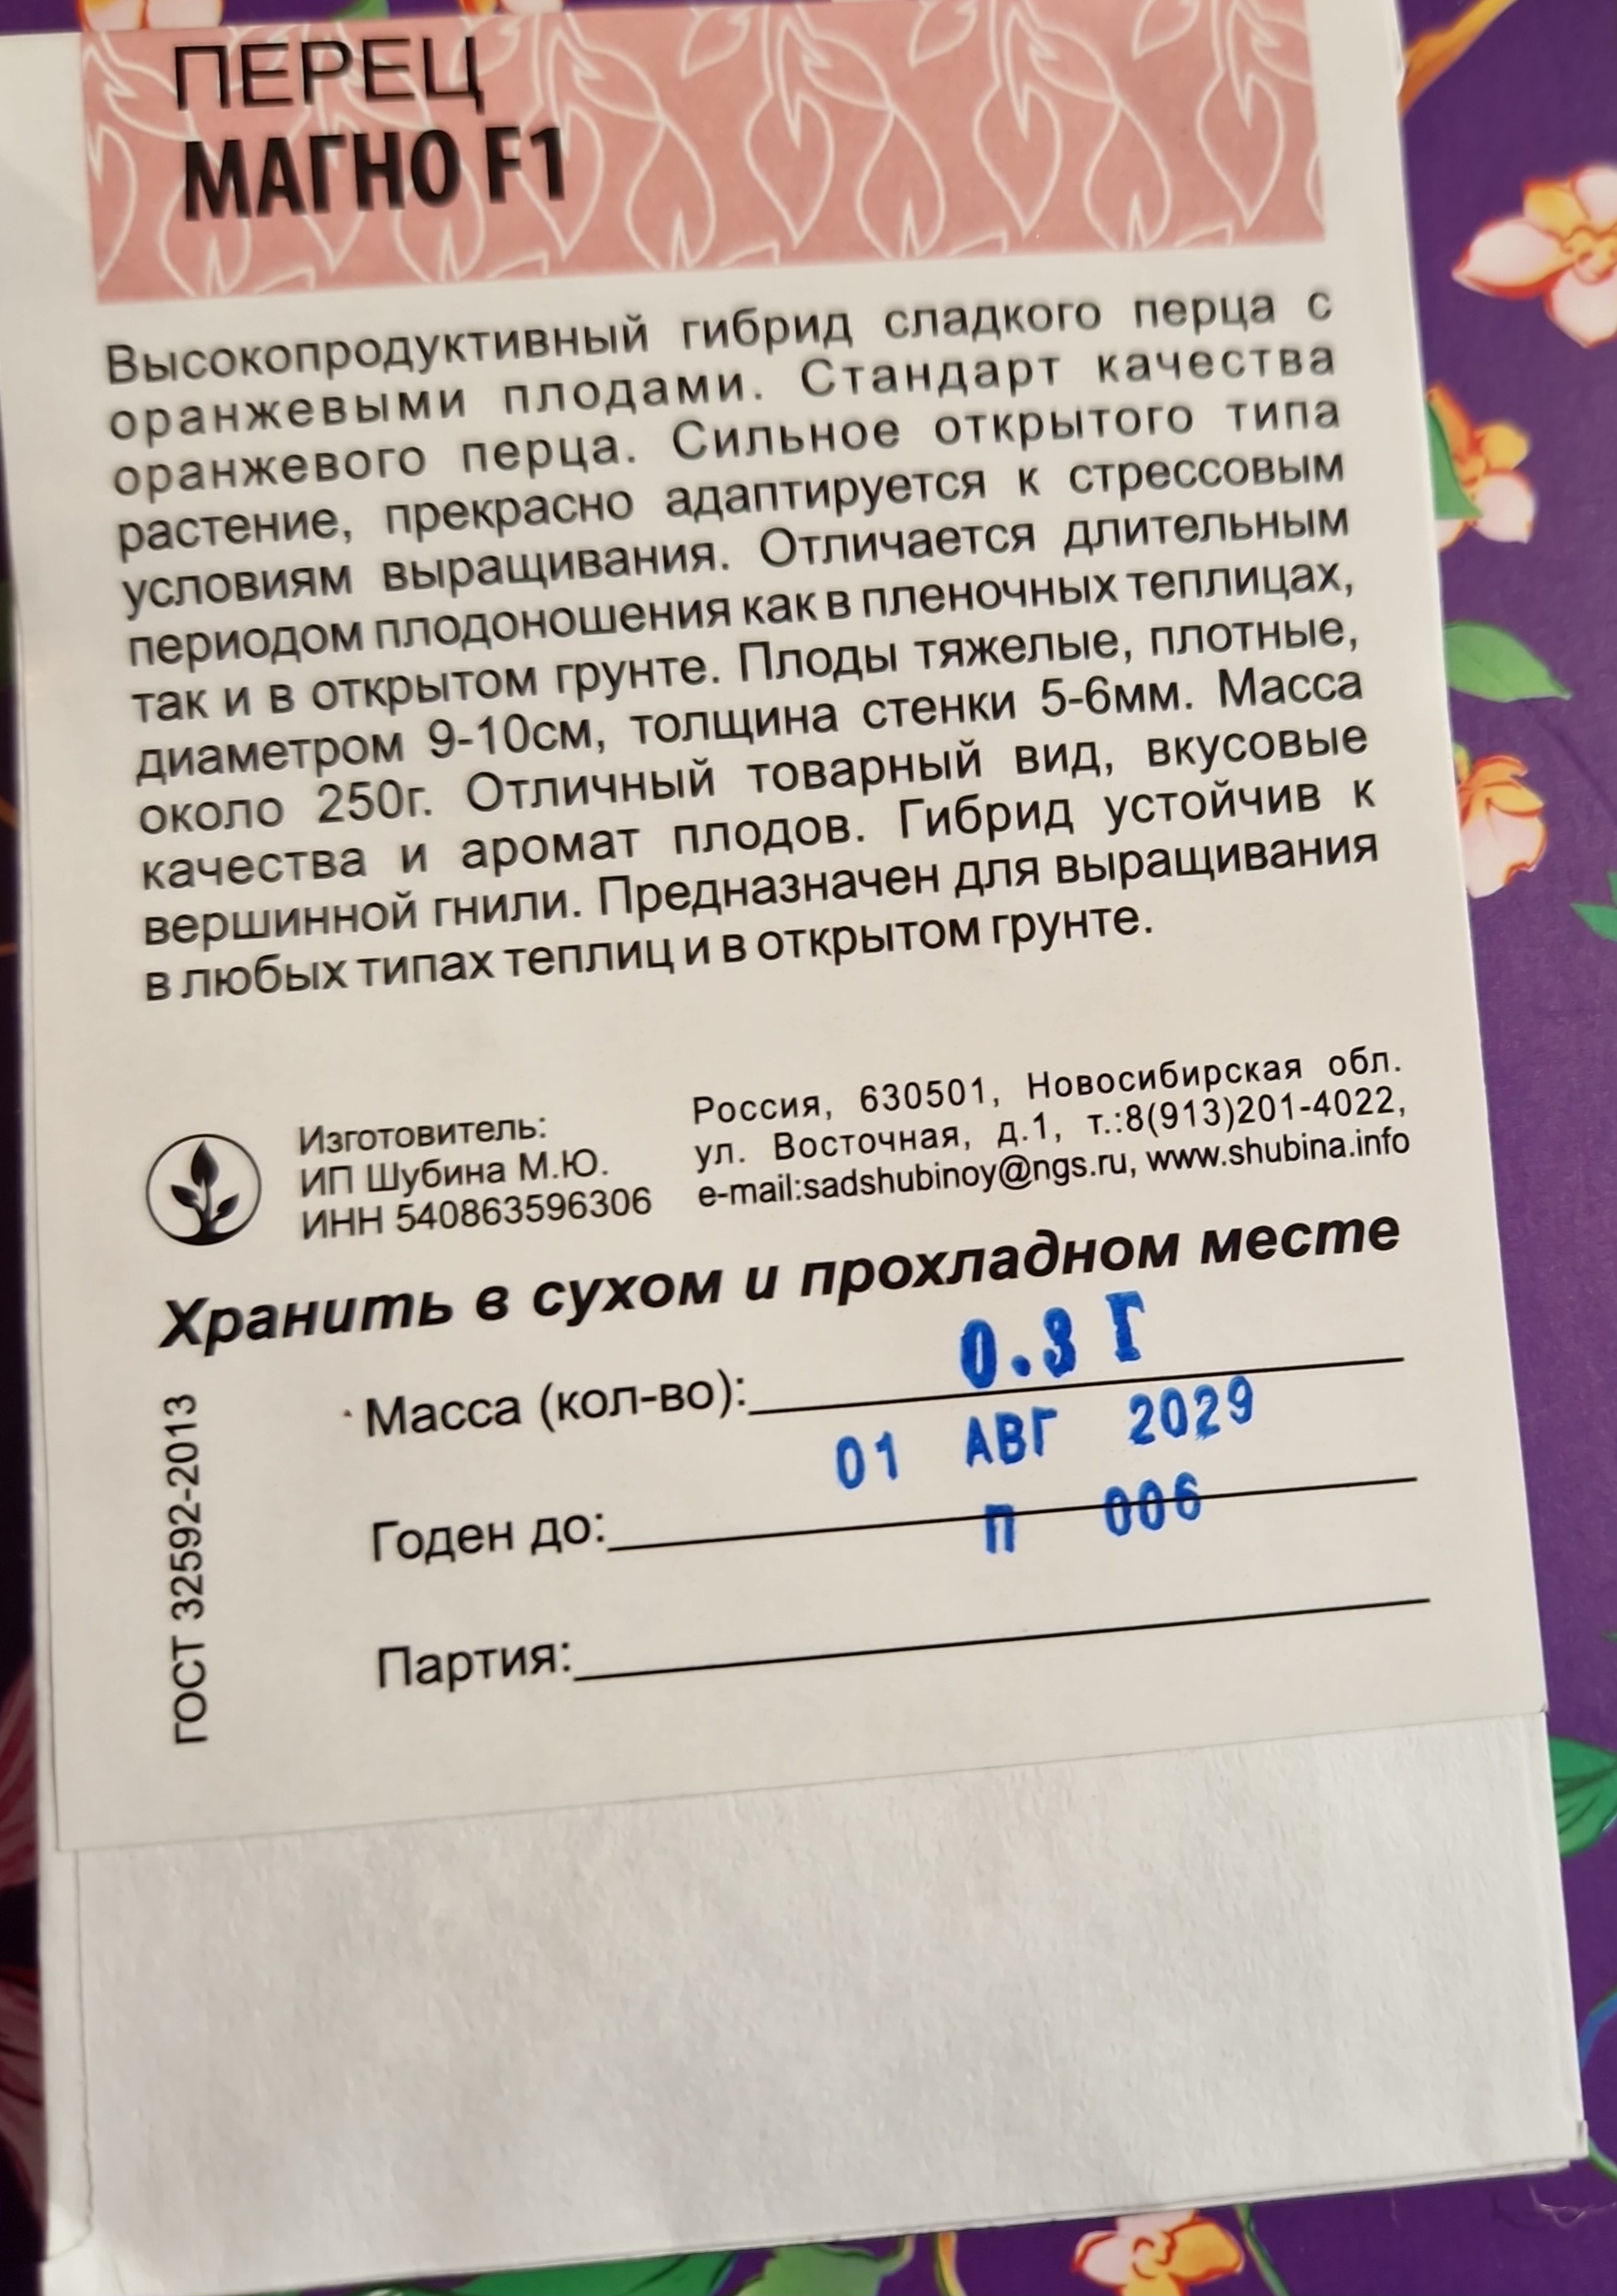 ПЕРЕЦ
МАГНО F1
Высокопродуктивный гибрид сладкого перца с
оранжевыми плодами. Стандарт качества
оранжевого перца. Сильное открытого типа
растение, прекрасно адаптируется к стрессовым
условиям выращивания. Отличается длительным
периодом плодоношения как в пленочных теплицах,
так и в открытом грунте. Плоды тяжелые, плотные,
диаметром 9-10см, толщина стенки 5-6мм. Масса
около 250г. Отличный товарный вид, вкусовые
качества и аромат плодов. Гибрид устойчив к
вершинной гнили. Предназначен для выращивания
в любых типах теплиц и в открытом грунте.
Изготовитель:
ИП Шубина М.Ю.
ИНН 540863596306
Россия, 630501, Новосибирская обл.
ул. Восточная, д.1, т.:8(913)201-4022,
e-mail:sadshubinoy@ngs.ru, www.shubina.info
Хранить в сухом и прохладном месте
Масса (кол-во): 0.3 Г
01 АВГ 2029
Годен до: П 006
Партия:
ГОСТ 32592-2013